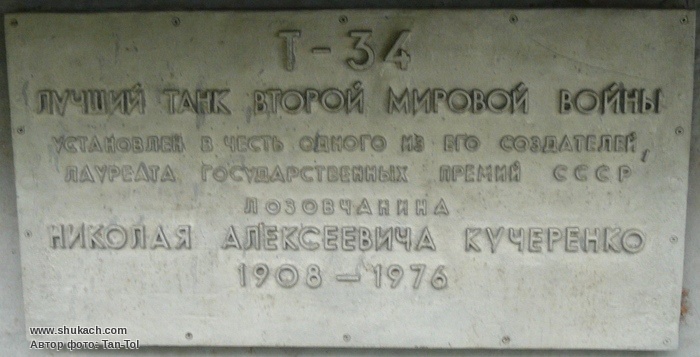 Т-34
ЛУЧШИЙ ТАНК ВТОРОЙ МИРОВОЙ ВОЙНЫ
УСТАНОВЛЕН В ЧЕСТЬ ОДНОГО ИЗ ЕГО СОЗДАТЕЛЕЙ,
ЛАУРЕАТА ГОСУДАРСТВЕННЫХ ПРЕМИЙ СССР
ЛОЗОВЧАНИНА
НИКОЛАЯ АЛЕКСЕЕВИЧА КУЧЕРЕНКО
1908 — 1976
www.shukach.com
Автор фото: Tan-Tol